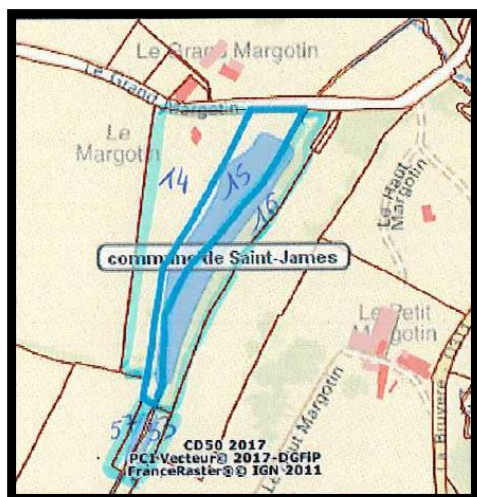 Le Grand Margotin
Le Grand Margotin
Le
Margotin
14
15
16
Le Haut
Margotin
commune de Saint-James
Le Petit
Margotin
La Bruyère
Haut Margotin
57
CD50 2017
PCI Vecteur© 2017-DGFiP
FranceRaster®© IGN 2011